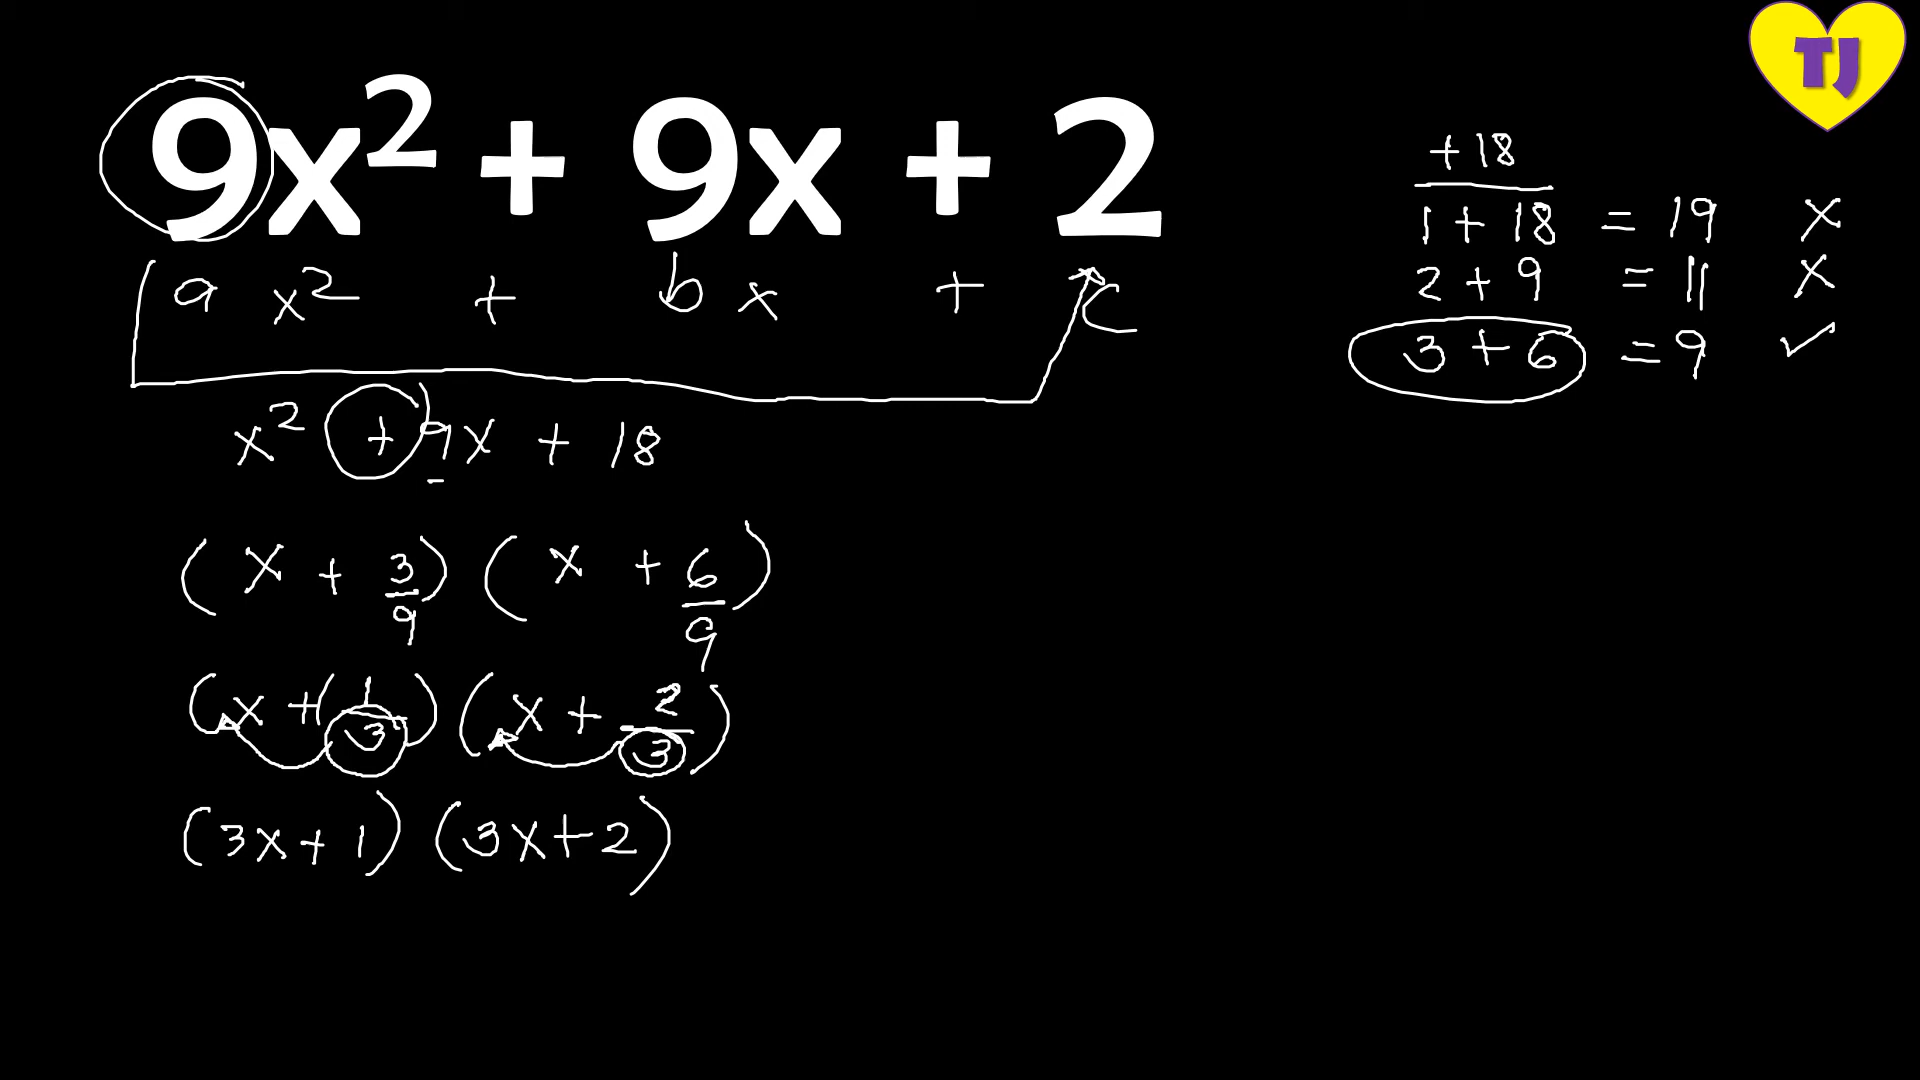 TJ
9x² + 9x + 2
a x² + b x + c
x² + 9x + 18
(x + 3/9) (x + 6/9)
(x + 1/3) (x + 2/3)
(3x + 1) (3x + 2)
+18
1 + 18 = 19 x
2 + 9 = 11 x
3 + 6 = 9 ✓